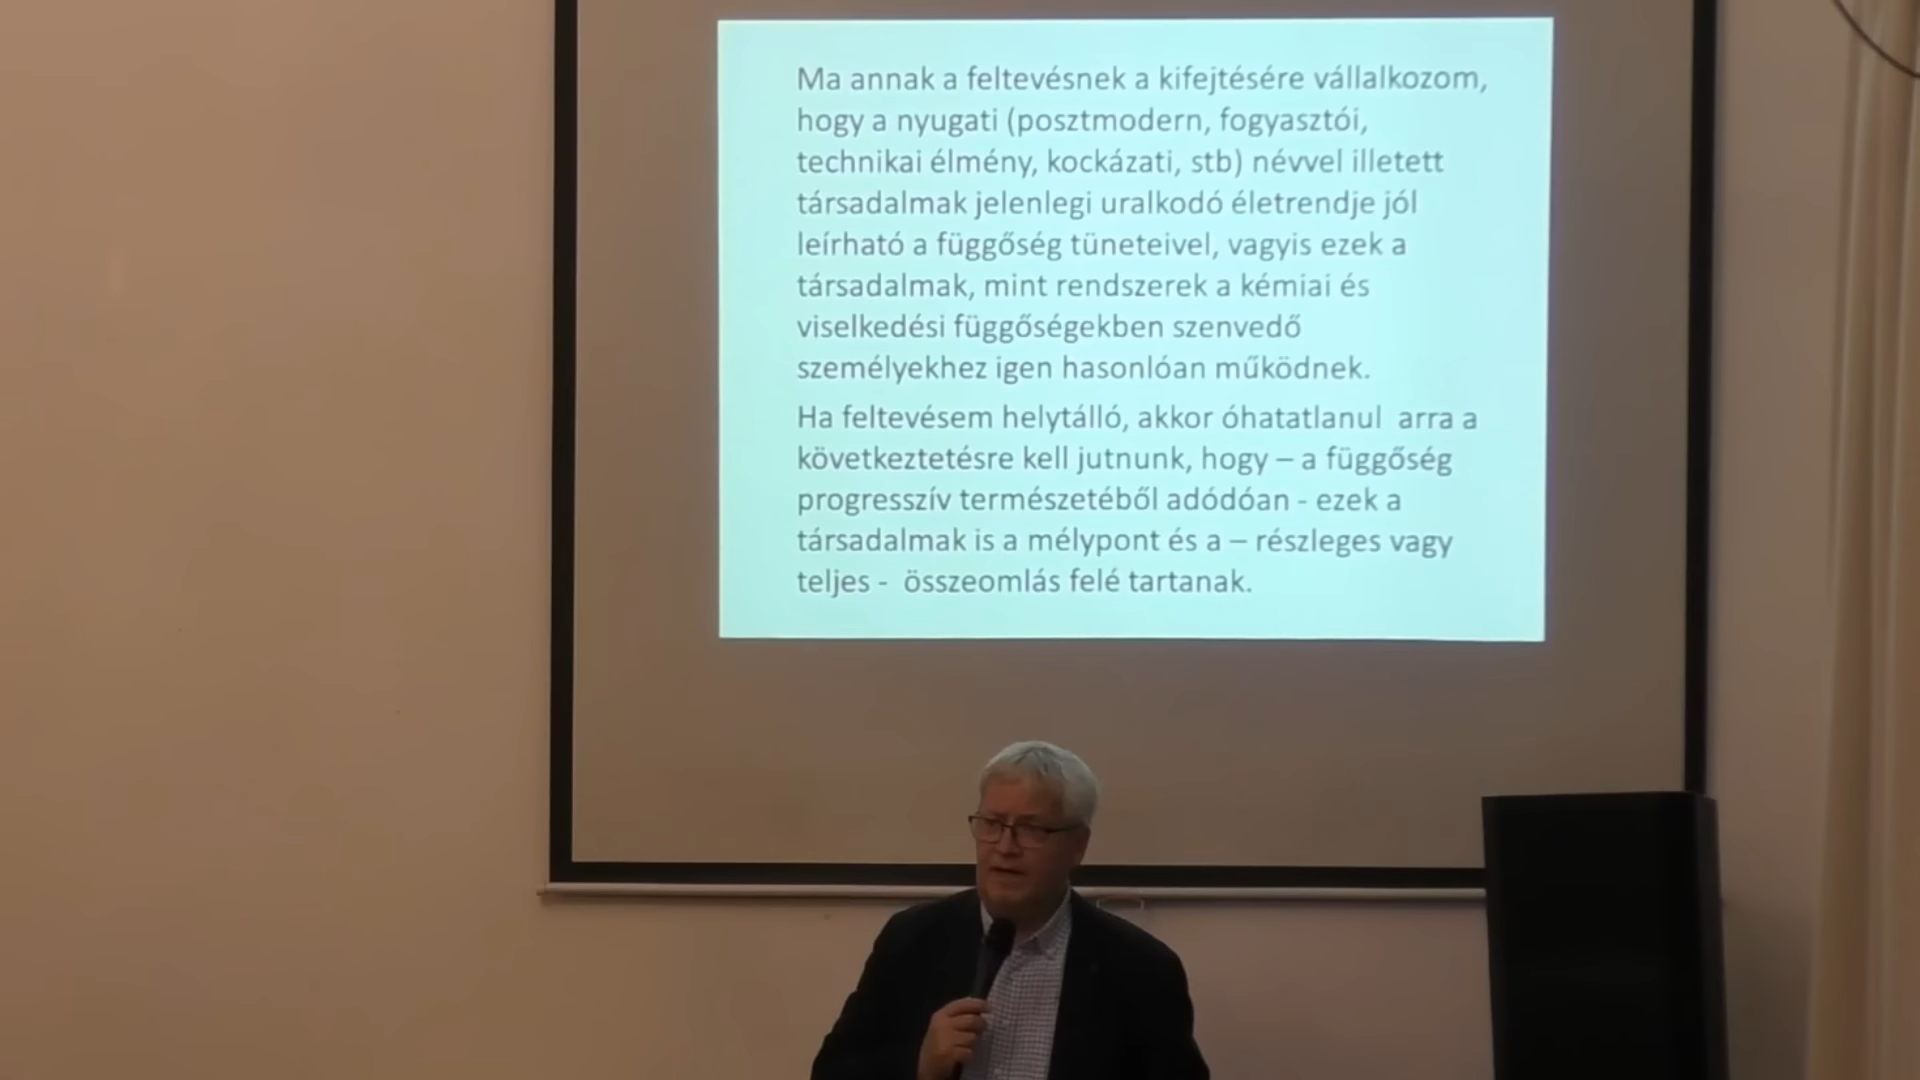 Ma annak a feltevésnek a kifejtésére vállalkozom,
hogy a nyugati (posztmodern, fogyasztói,
technikai élmény, kockázati, stb) névvel illetett
társadalmak jelenlegi uralkodó életrendje jól
leírható a függőség tüneteivel, vagyis ezek a
társadalmak, mint rendszerek a kémiai és
viselkedési függőségekben szenvedő
személyekhez igen hasonlóan működnek.
Ha feltevésem helytálló, akkor óhatatlanul  arra a
következtetésre kell jutnunk, hogy – a függőség
progresszív természetéből adódóan - ezek a
társadalmak is a mélypont és a – részleges vagy
teljes -  összeomlás felé tartanak.